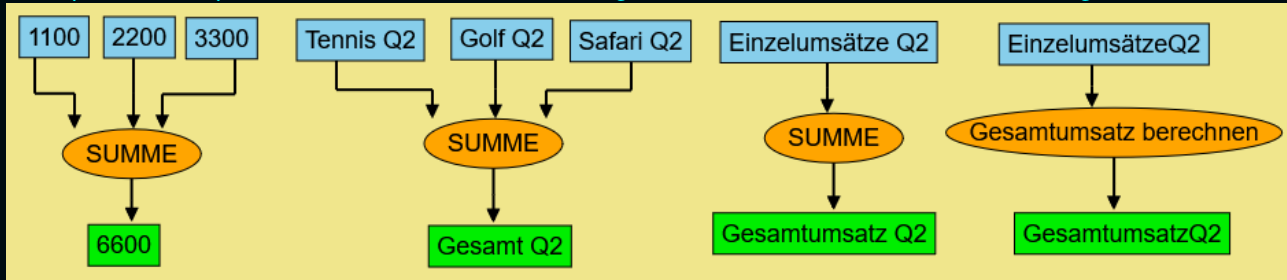 1100 2200 3300
SUMME
6600
Tennis Q2 Golf Q2 Safari Q2
SUMME
Gesamt Q2
Einzelumsätze Q2
SUMME
Gesamtumsatz Q2
EinzelumsätzeQ2
Gesamtumsatz berechnen
GesamtumsatzQ2